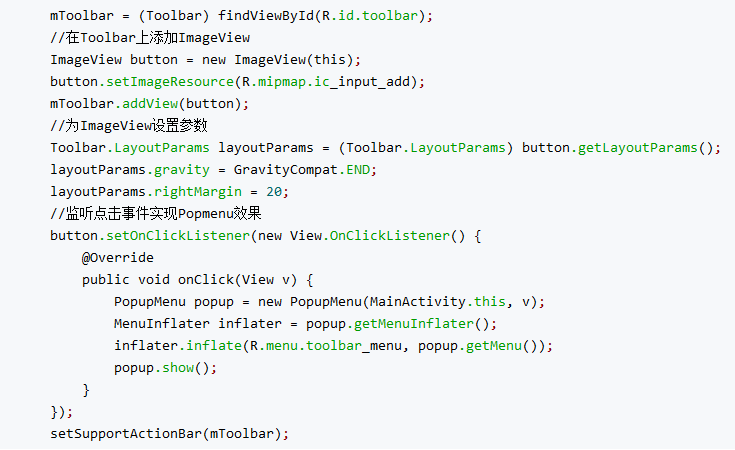 mToolbar = (Toolbar) findViewById(R.id.toolbar);
//在Toolbar上添加ImageView
ImageView button = new ImageView(this);
button.setImageResource(R.mipmap.ic_input_add);
mToolbar.addView(button);
//为ImageView设置参数
Toolbar.LayoutParams layoutParams = (Toolbar.LayoutParams) button.getLayoutParams();
layoutParams.gravity = GravityCompat.END;
layoutParams.rightMargin = 20;
//监听点击事件实现Popmenu效果
button.setOnClickListener(new View.OnClickListener() {
    @Override
    public void onClick(View v) {
        PopupMenu popup = new PopupMenu(MainActivity.this, v);
        MenuInflater inflater = popup.getMenuInflater();
        inflater.inflate(R.menu.toolbar_menu, popup.getMenu());
        popup.show();
    }
});
setSupportActionBar(mToolbar);